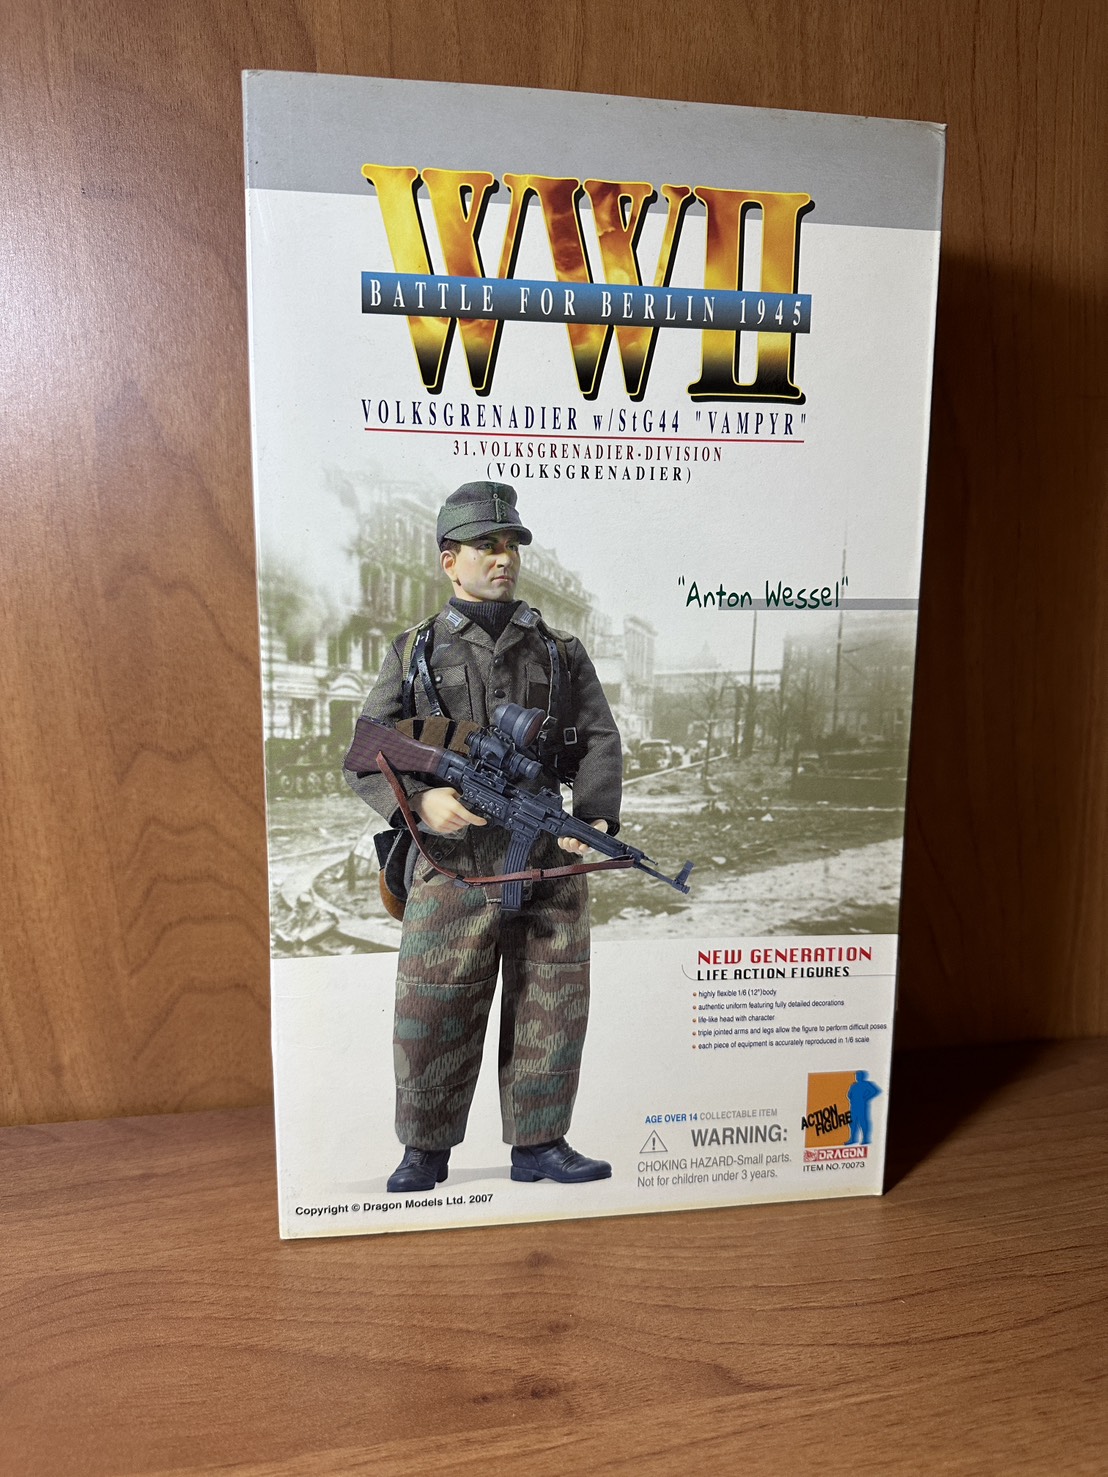 WWII
BATTLE FOR BERLIN 1945
VOLKSGRENADIER w/StG44 "VAMPYR"
31.VOLKSGRENADIER-DIVISION
(VOLKSGRENADIER)
"Anton Wessel"
NEW GENERATION
LIFE ACTION FIGURES
• highly flexible 1/6 (12")body
• authentic uniform featuring fully detailed decorations
• life-like head with character
• triple jointed arms and legs allow the figure to perform difficult poses
• each piece of equipment is accurately reproduced in 1/6 scale
AGE OVER 14 COLLECTABLE ITEM
WARNING:
CHOKING HAZARD-Small parts.
Not for children under 3 years.
ACTION
FIGURE
DRAGON
ITEM NO.70073
Copyright © Dragon Models Ltd. 2007